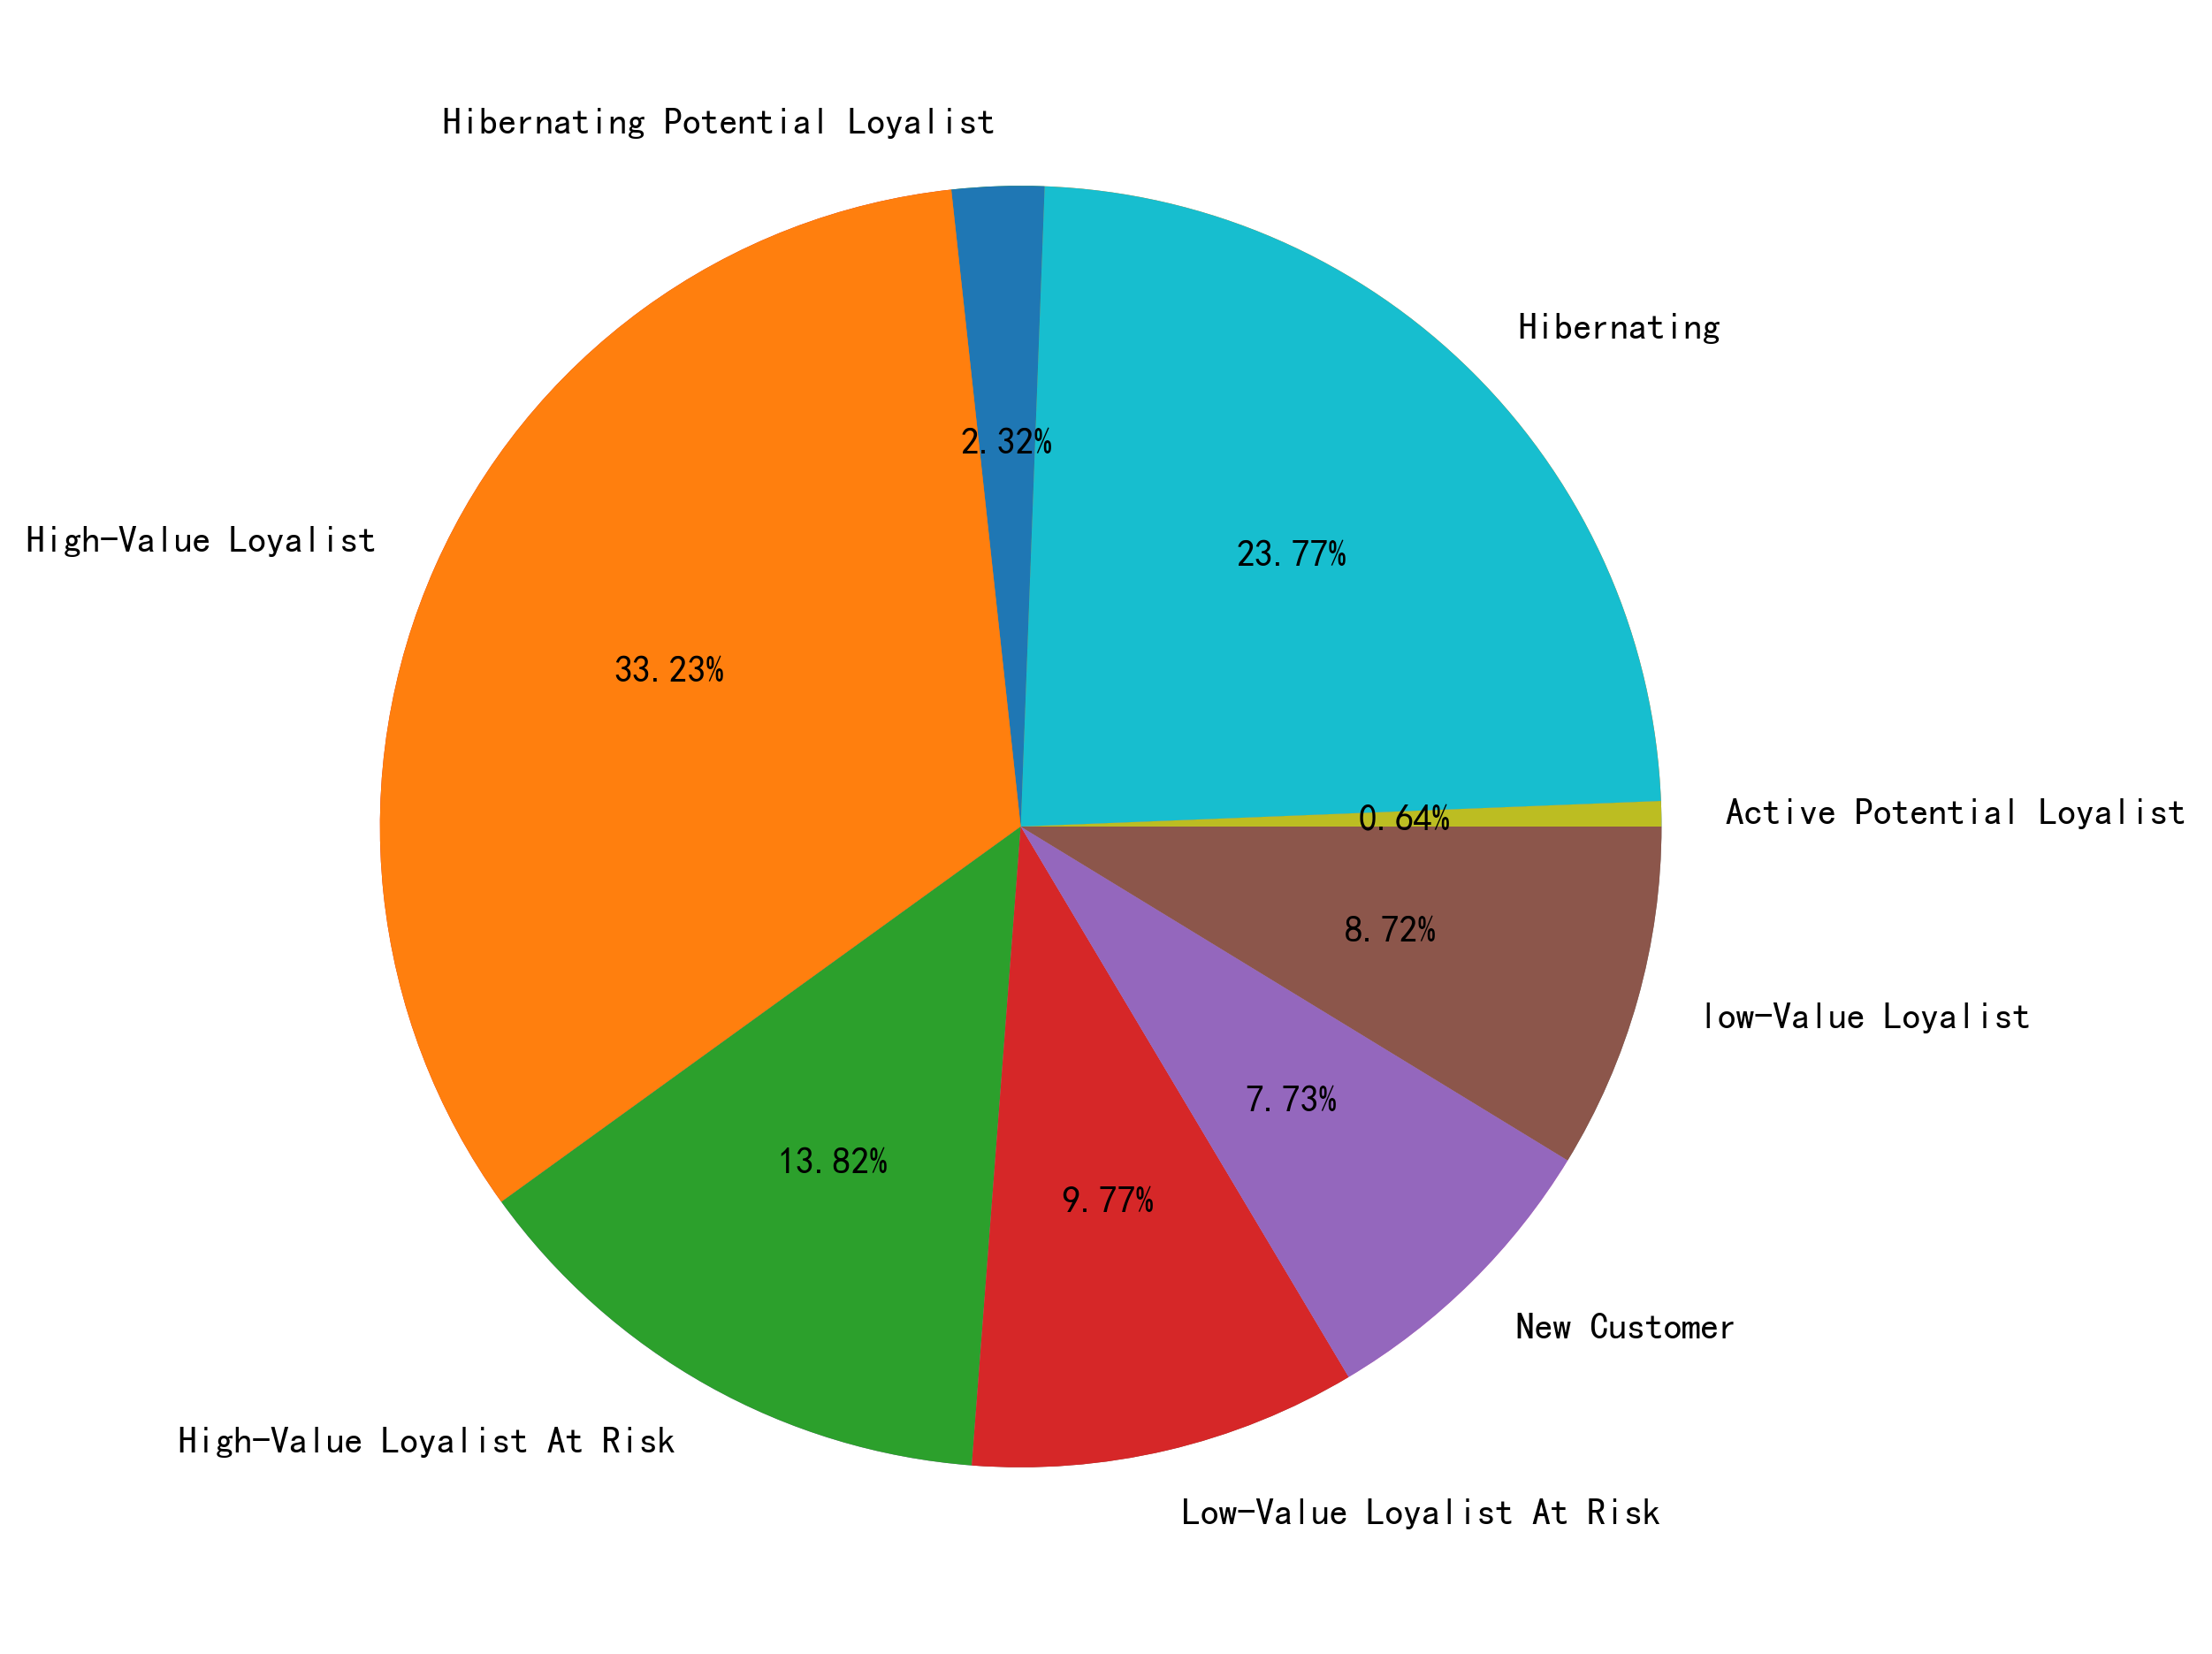 Hibernating Potential Loyalist
Hibernating
2.32%
High-Value Loyalist
23.77%
33.23%
Active Potential Loyalist
0.64%
8.72%
low-Value Loyalist
7.73%
13.82%
9.77%
New Customer
High-Value Loyalist At Risk
Low-Value Loyalist At Risk